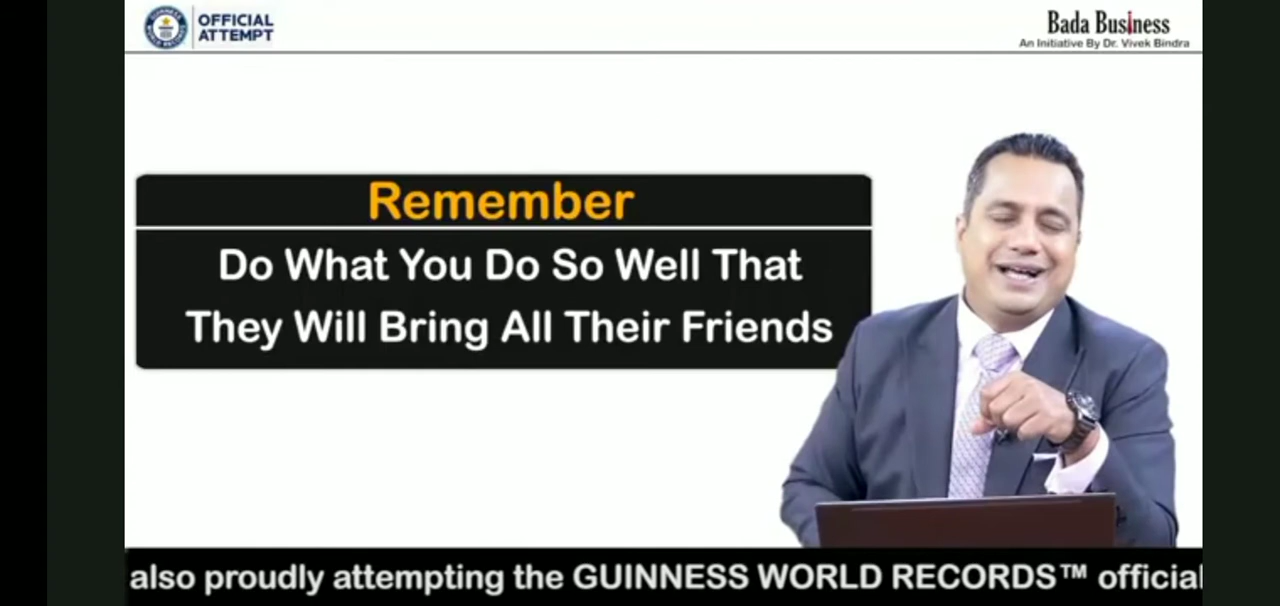 OFFICIAL
ATTEMPT
Bada Business
An Initiative By Dr. Vivek Bindra
Remember
Do What You Do So Well That
They Will Bring All Their Friends
also proudly attempting the GUINNESS WORLD RECORDS™ official